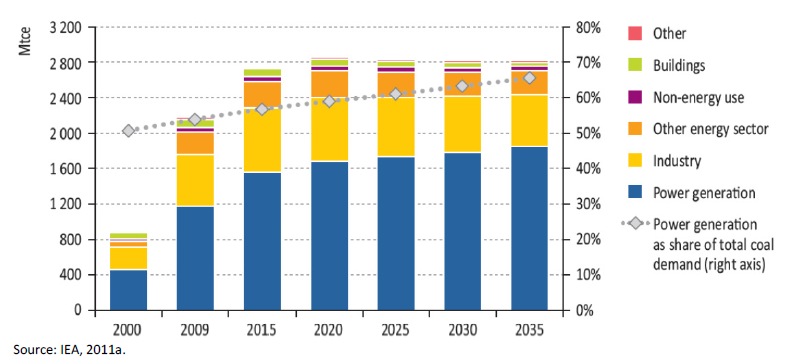 Mtce
3 200
2 800
2 400
2 000
1 600
1 200
800
400
0
80%
70%
60%
50%
40%
30%
20%
10%
0%
2000 2009 2015 2020 2025 2030 2035
Other
Buildings
Non-energy use
Other energy sector
Industry
Power generation
Power generation
as share of total coal
demand (right axis)
Source: IEA, 2011a.